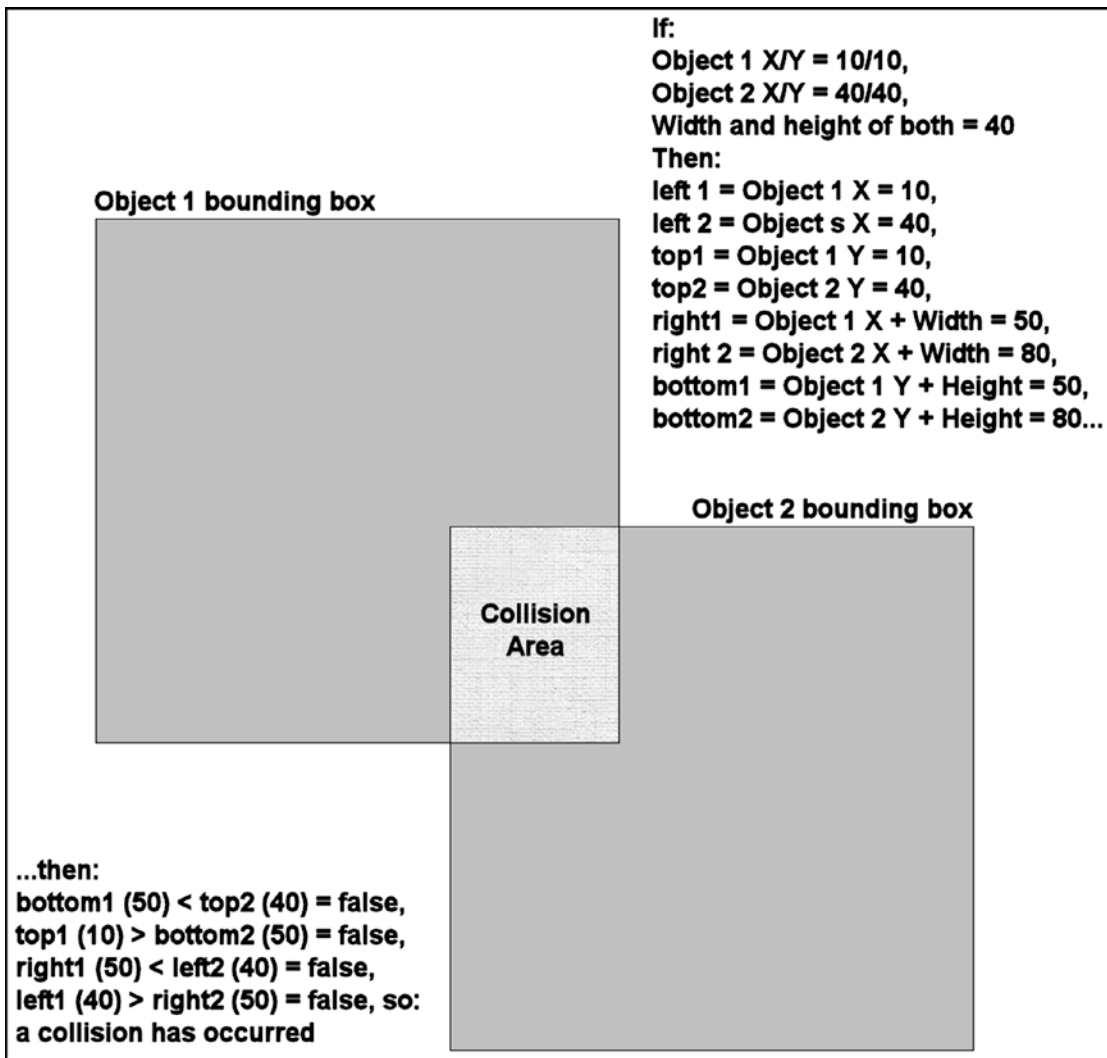 If:
Object 1 X/Y = 10/10,
Object 2 X/Y = 40/40,
Width and height of both = 40
Then:
left 1 = Object 1 X = 10,
left 2 = Object s X = 40,
top1 = Object 1 Y = 10,
top2 = Object 2 Y = 40,
right1 = Object 1 X + Width = 50,
right 2 = Object 2 X + Width = 80,
bottom1 = Object 1 Y + Height = 50,
bottom2 = Object 2 Y + Height = 80...
Object 1 bounding box
Object 2 bounding box
Collision
Area
...then:
bottom1 (50) < top2 (40) = false,
top1 (10) > bottom2 (50) = false,
right1 (50) < left2 (40) = false,
left1 (40) > right2 (50) = false, so:
a collision has occurred